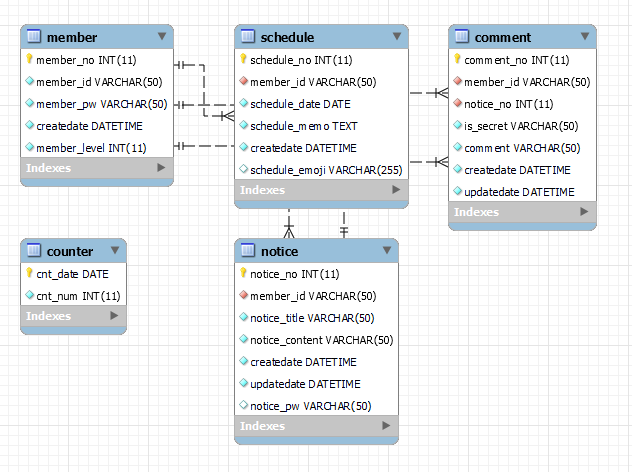 member
member_no INT(11)
member_id VARCHAR(50)
member_pw VARCHAR(50)
createdate DATETIME
member_level INT(11)
Indexes
schedule
schedule_no INT(11)
member_id VARCHAR(50)
schedule_date DATE
schedule_memo TEXT
createdate DATETIME
schedule_emoji VARCHAR(255)
Indexes
comment
comment_no INT(11)
member_id VARCHAR(50)
notice_no INT(11)
is_secret VARCHAR(50)
comment VARCHAR(50)
createdate DATETIME
updatedate DATETIME
Indexes
counter
cnt_date DATE
cnt_num INT(11)
Indexes
notice
notice_no INT(11)
member_id VARCHAR(50)
notice_title VARCHAR(50)
notice_content VARCHAR(50)
createdate DATETIME
updatedate DATETIME
notice_pw VARCHAR(50)
Indexes